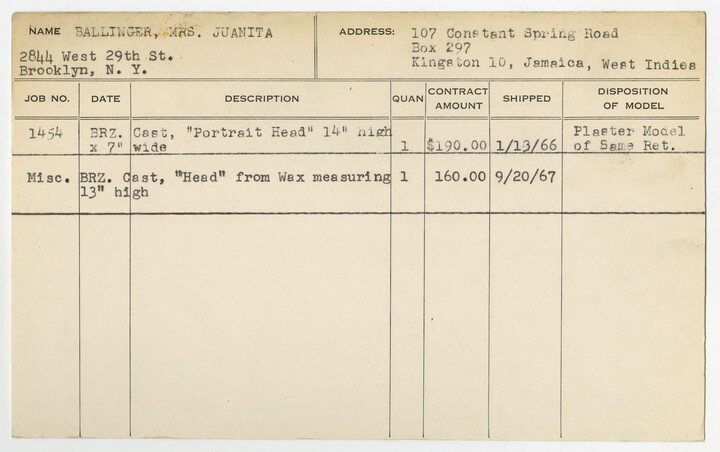 NAME BALLINGER, MRS. JUANITA
2844 West 29th St.
Brooklyn, N. Y.
ADDRESS: 107 Constant Spring Road
Box 297
Kingston 10, Jamaica, West Indies
JOB NO. DATE DESCRIPTION QUAN CONTRACT AMOUNT SHIPPED DISPOSITION OF MODEL
1454 BRZ. Cast, "Portrait Head" 14" high Plaster Model
x 7" wide 1 $190.00 1/13/66 of Same Ret.
Misc. BRZ. Cast, "Head" from Wax measuring 1 160.00 9/20/67
13" high